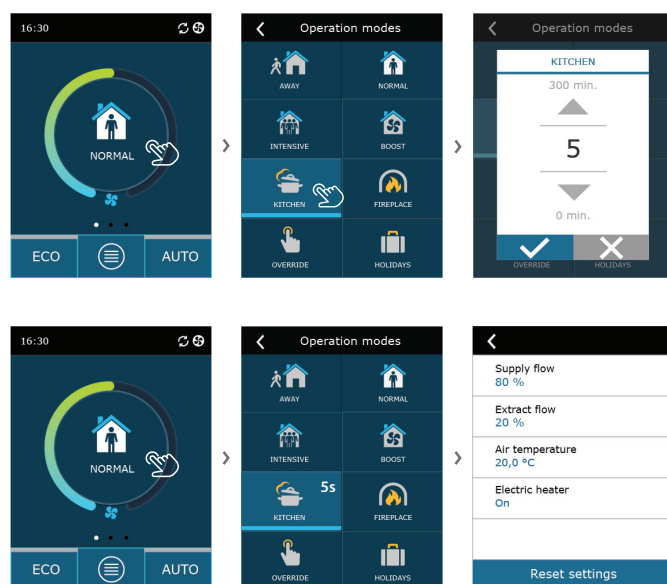 16:30
NORMAL
ECO
AUTO
Operation modes
AWAY
NORMAL
INTENSIVE
BOOST
KITCHEN
FIREPLACE
OVERRIDE
HOLIDAYS
Operation modes
KITCHEN
300 min.
5
0 min.
OVERRIDE
HOLIDAYS
16:30
NORMAL
ECO
AUTO
Operation modes
AWAY
NORMAL
INTENSIVE
BOOST
5s
KITCHEN
FIREPLACE
OVERRIDE
HOLIDAYS
Supply flow
80 %
Extract flow
20 %
Air temperature
20,0 °C
Electric heater
On
Reset settings